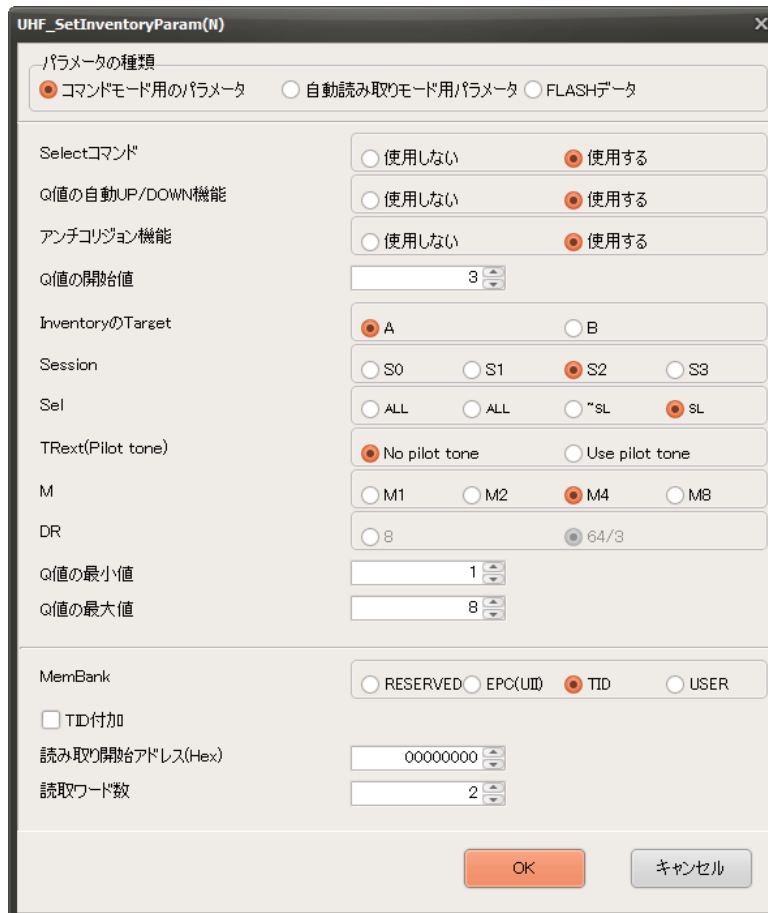 UHF_SetInventoryParam(N)
パラメータの種類
コマンドモード用のパラメータ 自動読み取りモード用パラメータ FLASHデータ
Selectコマンド 使用しない 使用する
Q値の自動UP/DOWN機能 使用しない 使用する
アンチコリジョン機能 使用しない 使用する
Q値の開始値 3
InventoryのTarget A B
Session S0 S1 S2 S3
Sel ALL ALL ~SL SL
TRext(Pilot tone) No pilot tone Use pilot tone
M M1 M2 M4 M8
DR 8 64/3
Q値の最小値 1
Q値の最大値 8
MemBank RESERVED EPC(UII) TID USER
TID付加
読み取り開始アドレス(Hex) 00000000
読取ワード数 2
OK キャンセル